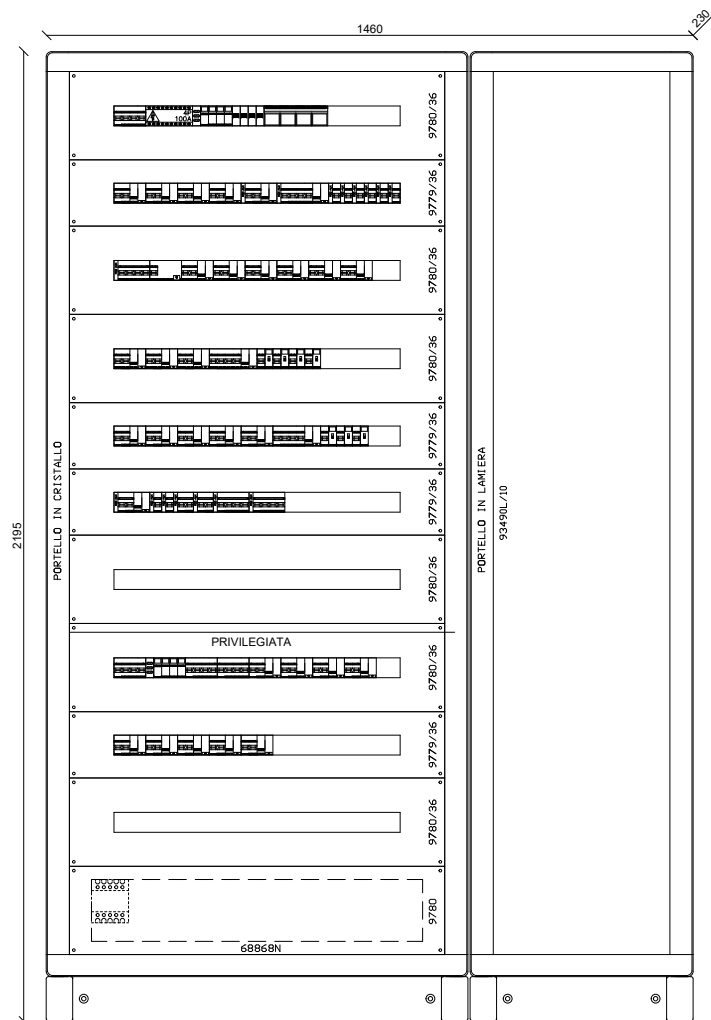 1460
230
4P
100A
9780/36
9779/36
9780/36
9780/36
9779/36
9779/36
9780/36
PRIVILEGIATA
9780/36
9779/36
9780/36
9780
68868N
PORTELLO IN CRISTALLO
2195
PORTELLO IN LAMIERA
93490L/10